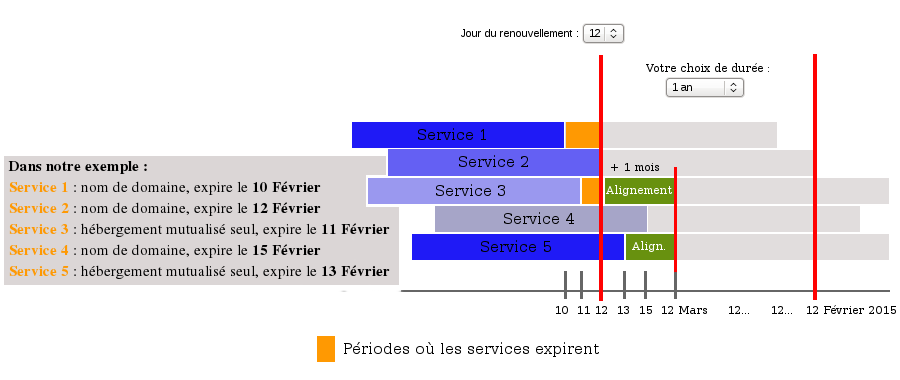 Jour du renouvellement : 12
Votre choix de durée :
1 an
Service 1
Service 2
+ 1 mois
Service 3
Alignement
Service 4
Service 5
Align.
Dans notre exemple :
Service 1 : nom de domaine, expire le 10 Février
Service 2 : nom de domaine, expire le 12 Février
Service 3 : hébergement mutualisé seul, expire le 11 Février
Service 4 : nom de domaine, expire le 15 Février
Service 5 : hébergement mutualisé seul, expire le 13 Février
10 11 12 13 15 12 Mars 12... 12... 12 Février 2015
Périodes où les services expirent